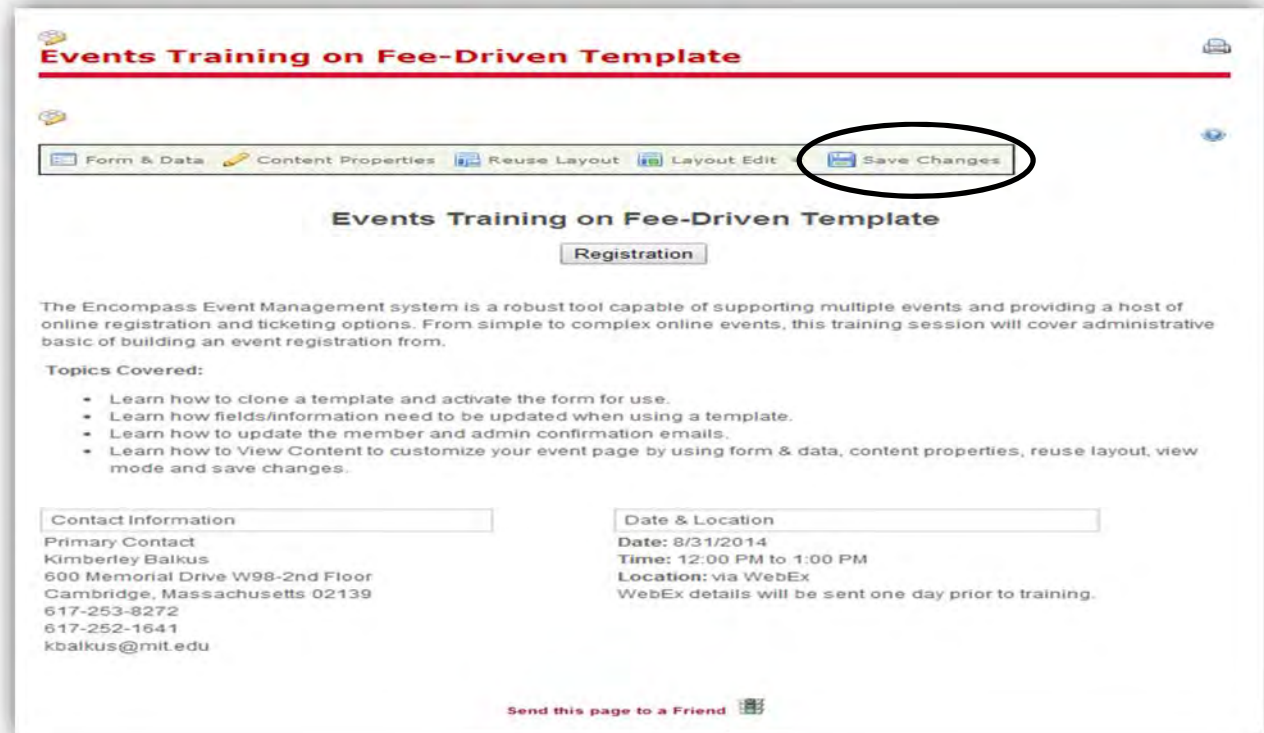 Events Training on Fee-Driven Template
Form & Data Content Properties Reuse Layout Layout Edit Save Changes
Events Training on Fee-Driven Template
Registration
The Encompass Event Management system is a robust tool capable of supporting multiple events and providing a host of
online registration and ticketing options. From simple to complex online events, this training session will cover administrative
basic of building an event registration from.
Topics Covered:
• Learn how to clone a template and activate the form for use.
• Learn how fields/information need to be updated when using a template.
• Learn how to update the member and admin confirmation emails.
• Learn how to View Content to customize your event page by using form & data, content properties, reuse layout, view
mode and save changes.
Contact Information
Primary Contact
Kimberley Balkus
600 Memorial Drive W98-2nd Floor
Cambridge, Massachusetts 02139
617-253-8272
617-252-1641
kbalkus@mit.edu
Date & Location
Date: 8/31/2014
Time: 12:00 PM to 1:00 PM
Location: via WebEx
WebEx details will be sent one day prior to training.
Send this page to a Friend